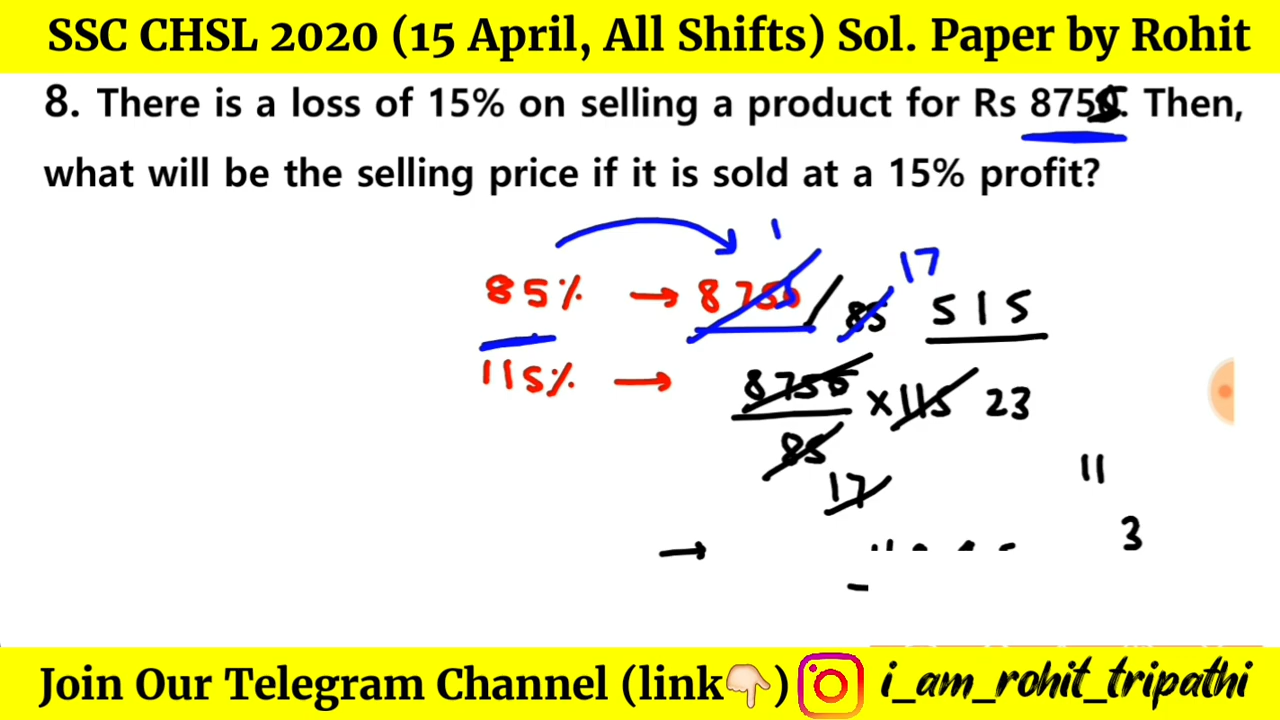 SSC CHSL 2020 (15 April, All Shifts) Sol. Paper by Rohit
8. There is a loss of 15% on selling a product for Rs 8755. Then,
what will be the selling price if it is sold at a 15% profit?
1
17
85% → 8755 / 85 515
115% → 8755 × 115 23
85
17
11
3
→
-
Join Our Telegram Channel (link👇) i_am_rohit_tripathi